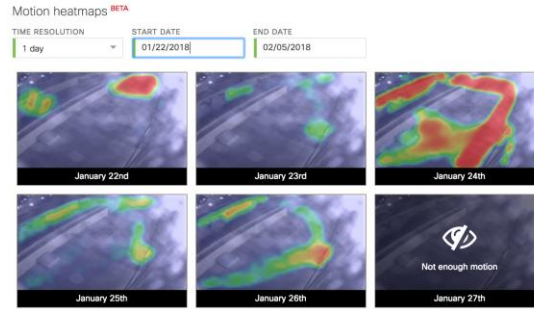 Motion heatmaps BETA
TIME RESOLUTION START DATE END DATE
1 day 01/22/2018 02/05/2018
January 22nd January 23rd January 24th
Not enough motion
January 25th January 26th January 27th